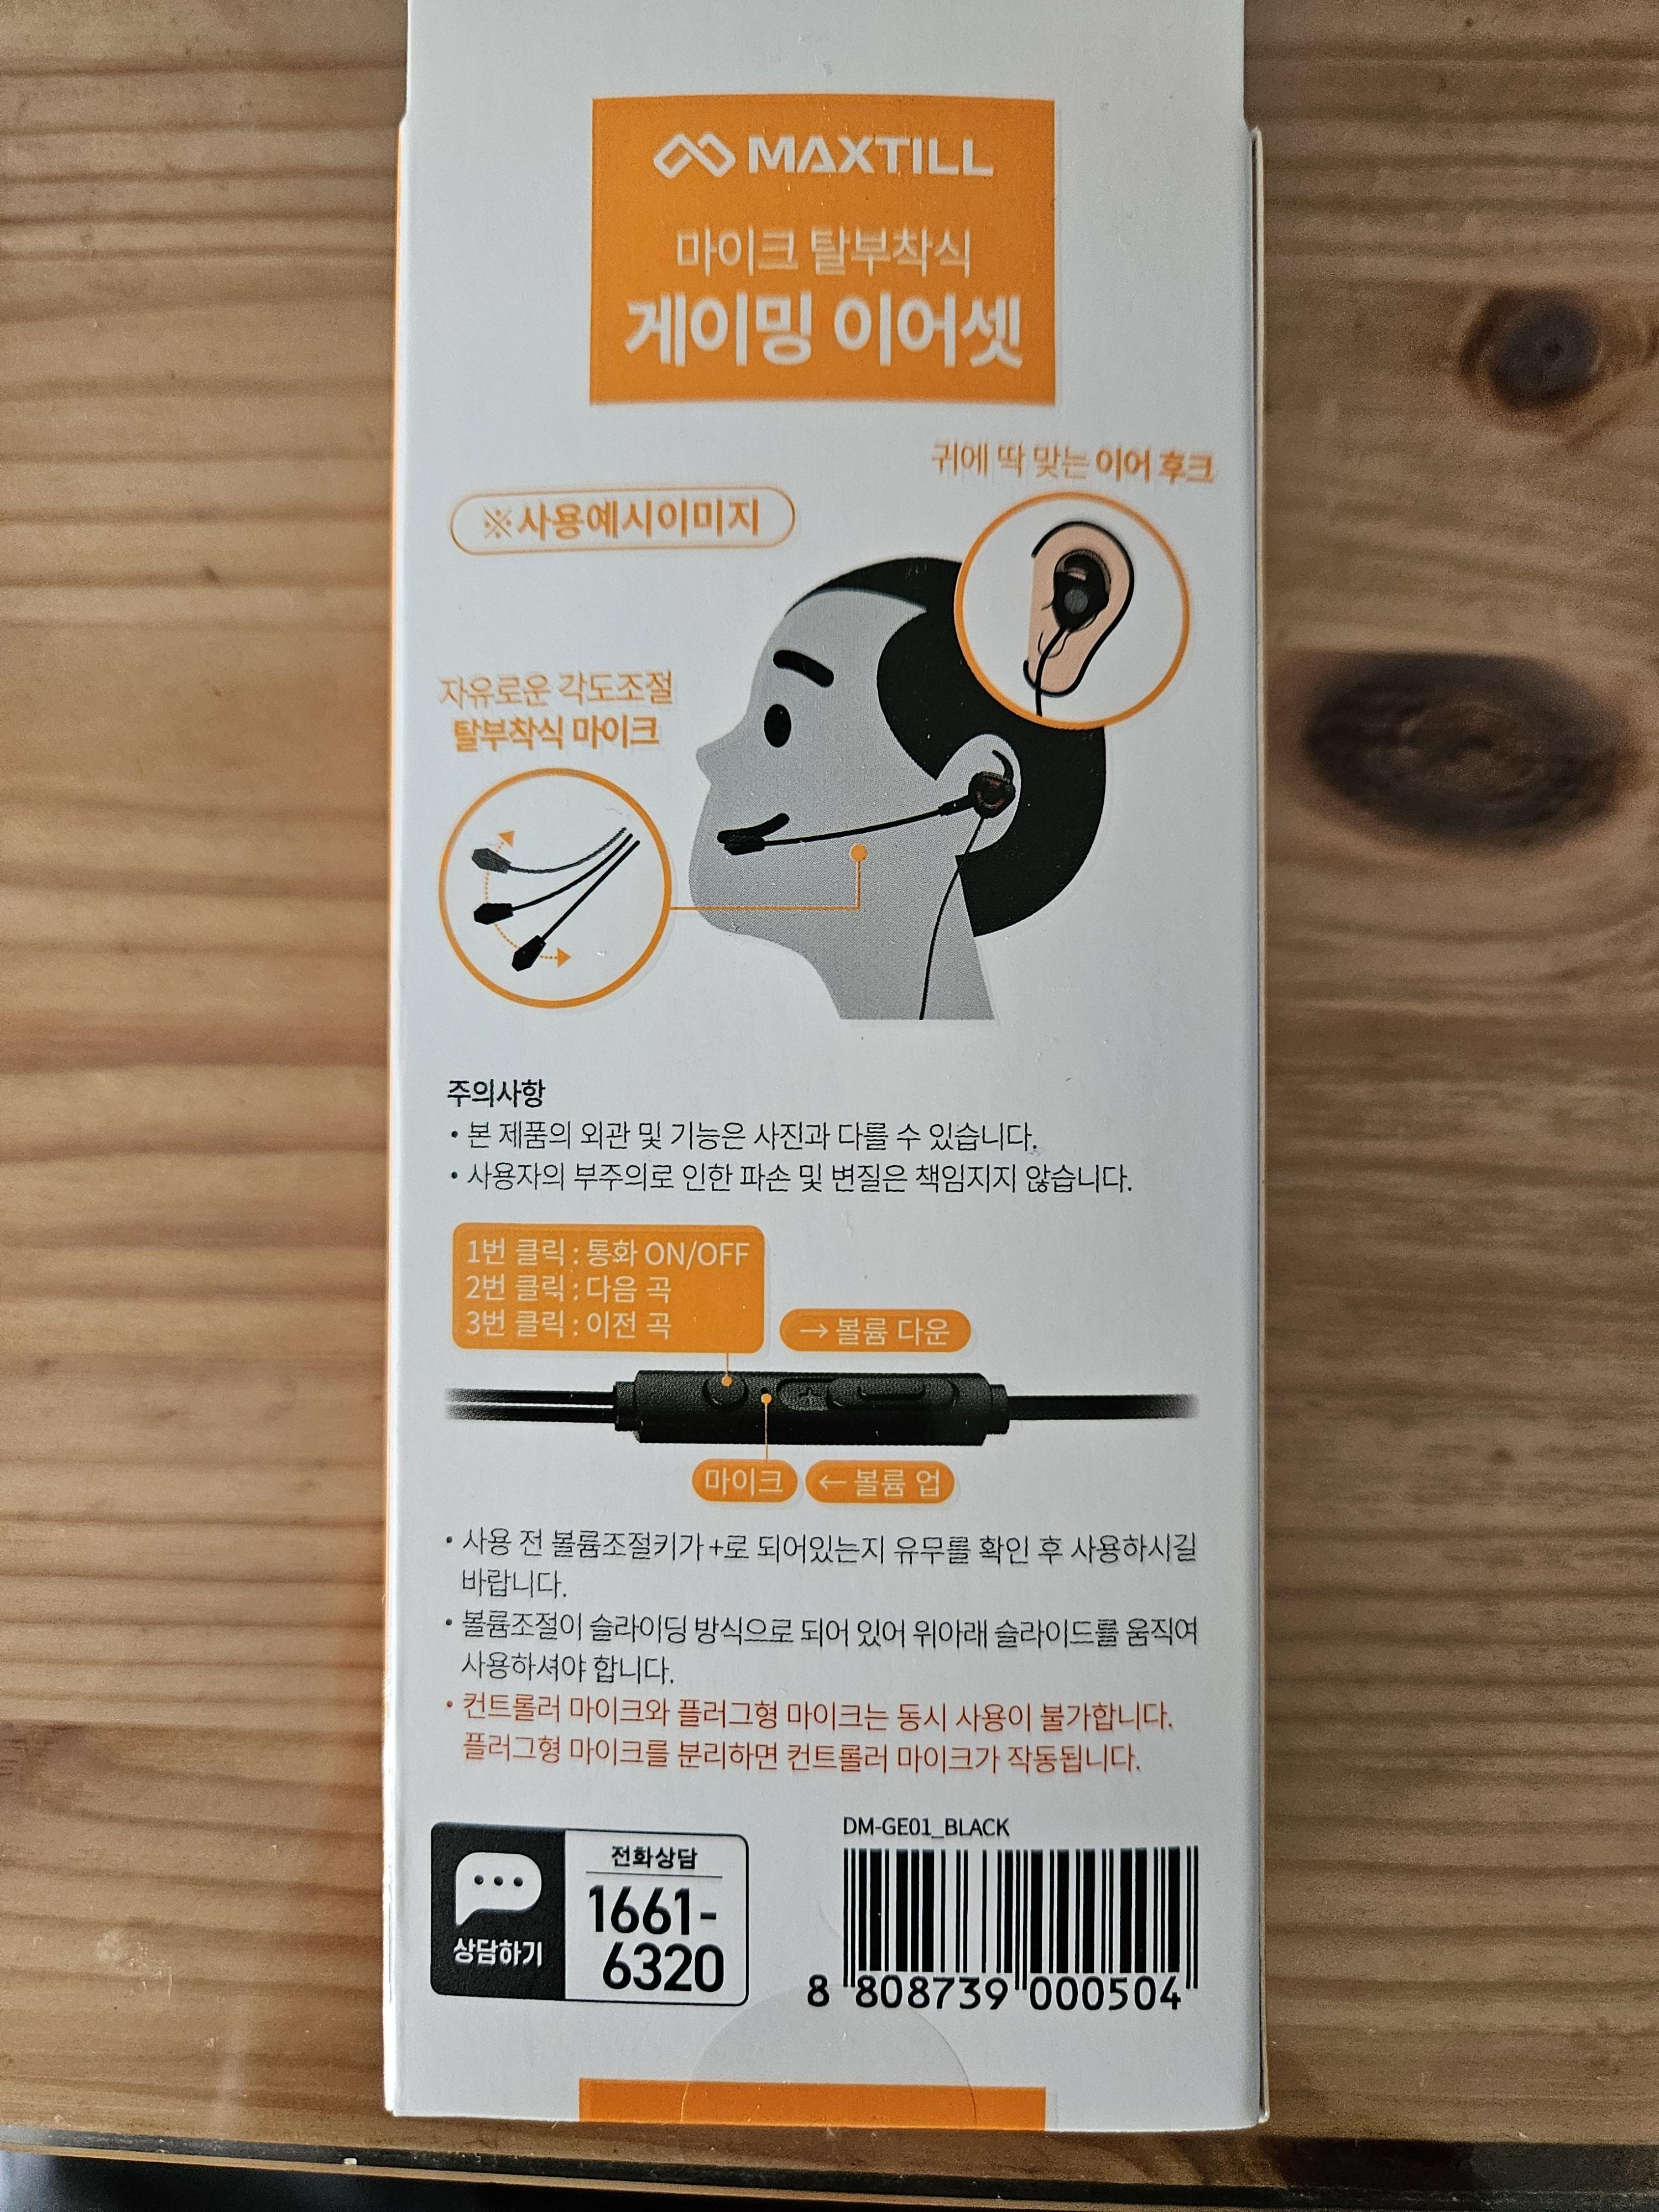 MAXTILL
마이크 탈부착식
게이밍 이어셋
귀에 딱 맞는 이어 후크
※사용예시이미지
자유로운 각도조절
탈부착식 마이크
주의사항
• 본 제품의 외관 및 기능은 사진과 다를 수 있습니다.
• 사용자의 부주의로 인한 파손 및 변질은 책임지지 않습니다.
1번 클릭 : 통화 ON/OFF
2번 클릭 : 다음 곡
3번 클릭 : 이전 곡
→ 볼륨 다운
+
마이크
← 볼륨 업
• 사용 전 볼륨조절키가 +로 되어있는지 유무를 확인 후 사용하시길
바랍니다.
• 볼륨조절이 슬라이딩 방식으로 되어 있어 위아래 슬라이드를 움직여
사용하셔야 합니다.
• 컨트롤러 마이크와 플러그형 마이크는 동시 사용이 불가합니다.
플러그형 마이크를 분리하면 컨트롤러 마이크가 작동됩니다.
상담하기
전화상담
1661-
6320
DM-GE01_BLACK
8 808739 000504